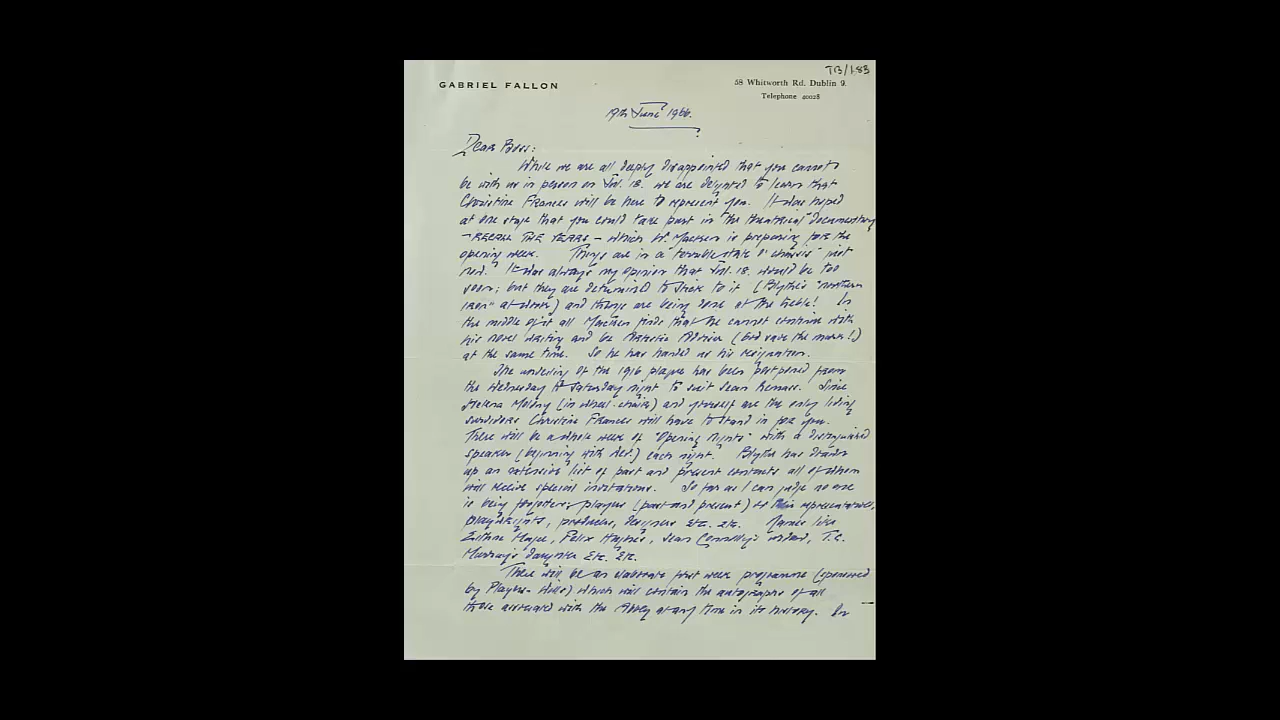 TB/183
GABRIEL FALLON
58 Whitworth Rd. Dublin 9.
Telephone 40028
19th June 1966.
Dear Boss:
While we are all deeply disappointed that you cannot
be with us in person on Jul. 18. we are delighted to learn that
Christine Frances will be here to represent you. It was hoped
at one stage that you could take part in the theatrical documentary
- RECALL THE YEARS - which W. Macken is preparing for the
opening week. Things are in a "terrible state o' chassis" just
now. It was always my opinion that Jul. 18. would be too
soon; but they are determined to stick to it (Blythe's "northern
iron" at work) and things are being done at the treble! In
the middle of it all Macken finds that he cannot continue with
his novel writing and be Artistic Adviser (God save the mark!)
at the same time. So he has handed in his resignation.
The unveiling of the 1916 plaque has been postponed from
the Wednesday to Saturday night to suit Sean Lemass. Since
Helena Molony (in wheel-chair) and yourself are the only living
survivors Christine Frances will have to stand in for you.
There will be a whole week of "Opening Nights" with a distinguished
speaker (beginning with Dev.) each night. Blythe has drawn
up an extensive list of past and present contacts all of whom
will receive special invitations. So far as I can judge no one
is being forgotten, players (past and present) or representatives,
playwrights, producers, designers etc. etc. Names like
Zoltan Frances Felix Hughes, Sean Connolly's widow, T.C.
Murray's daughter etc. etc.
There will be an elaborate first week programme (sponsored
by Players-Wills) which will contain the autographs of all
those associated with the Abbey at any time in its history. In